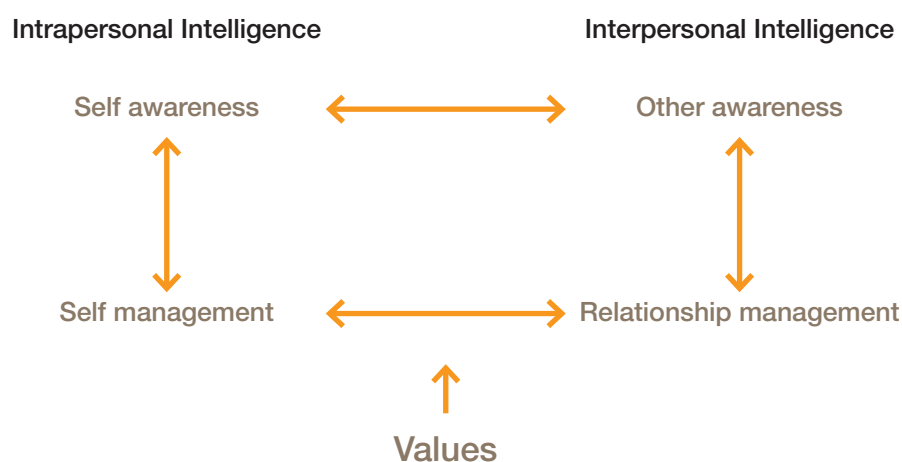 Intrapersonal Intelligence
Interpersonal Intelligence
Self awareness
Other awareness
Self management
Relationship management
Values